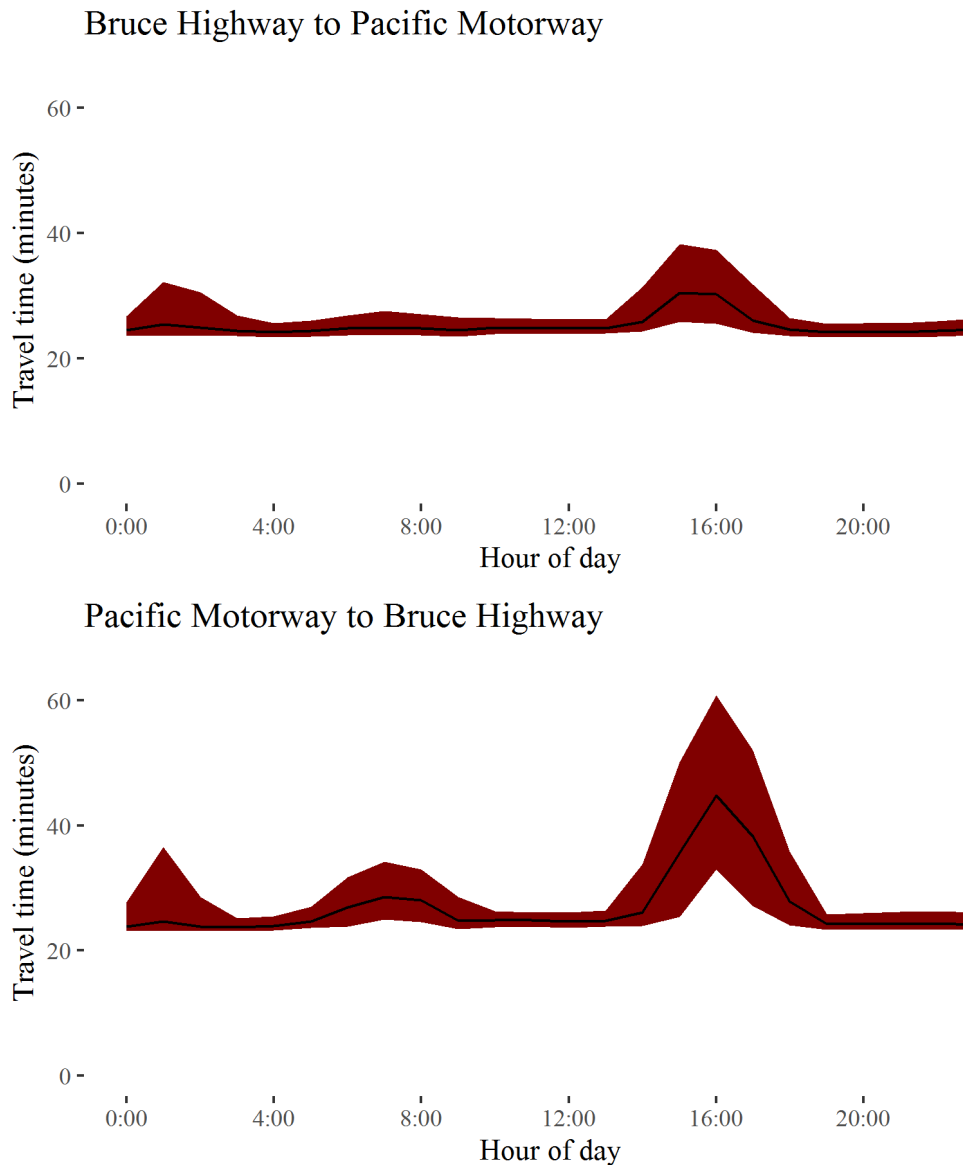 Bruce Highway to Pacific Motorway
60
40
20
0
Travel time (minutes)
0:00 4:00 8:00 12:00 16:00 20:00
Hour of day
Pacific Motorway to Bruce Highway
60
40
20
0
Travel time (minutes)
0:00 4:00 8:00 12:00 16:00 20:00
Hour of day